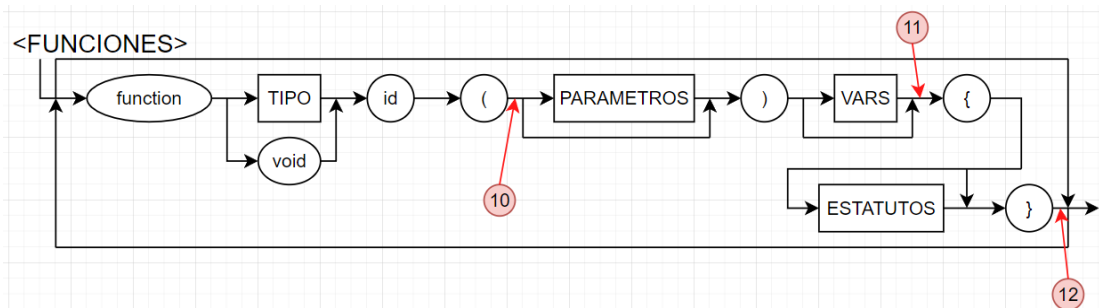 11
<FUNCIONES>
function
TIPO
id
(
PARAMETROS
)
VARS
{
void
10
ESTATUTOS
}
12